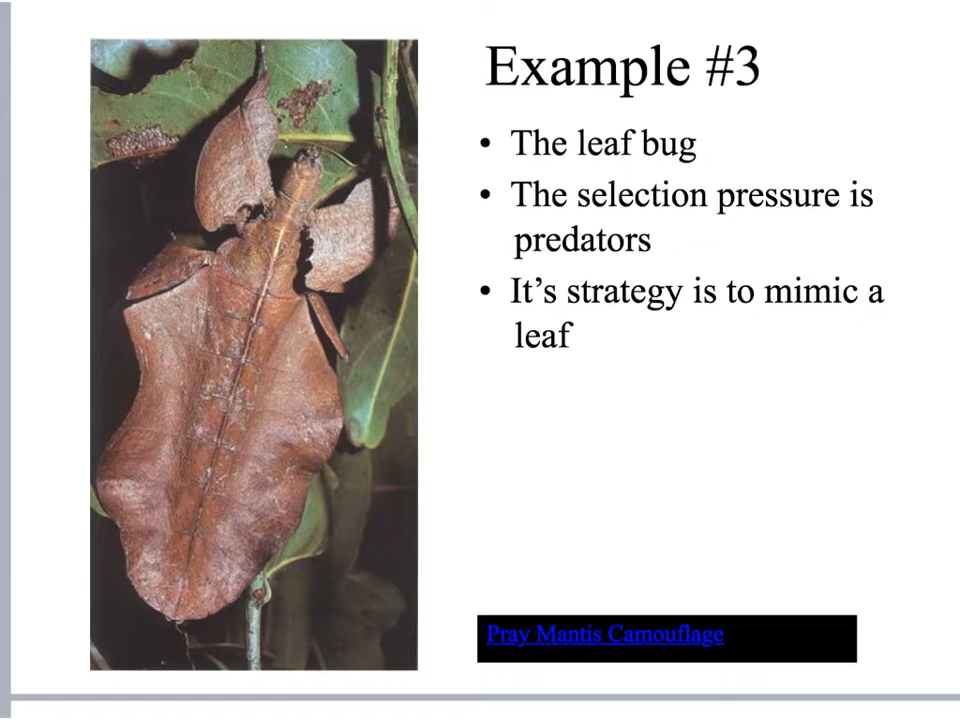 Example #3
• The leaf bug
• The selection pressure is
predators
• It’s strategy is to mimic a
leaf
Pray Mantis Camouflage